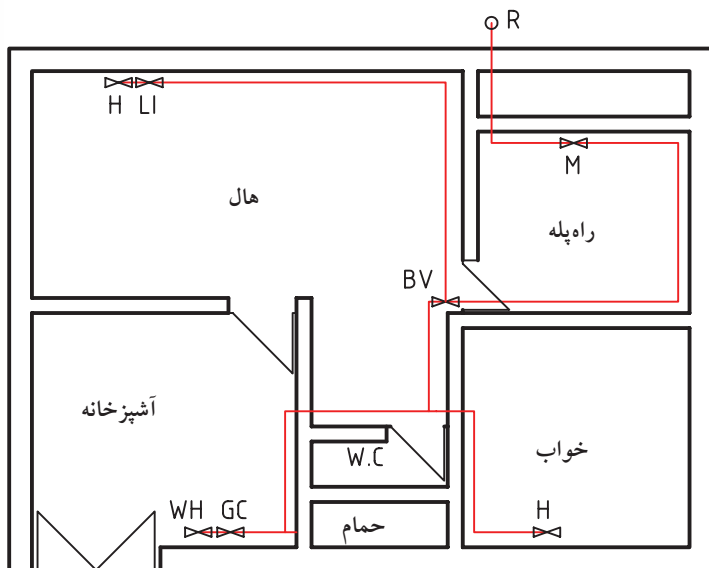 R
H LI
M
هال
راه‌پله
BV
آشپزخانه
خواب
W.C
WH GC
حمام
H